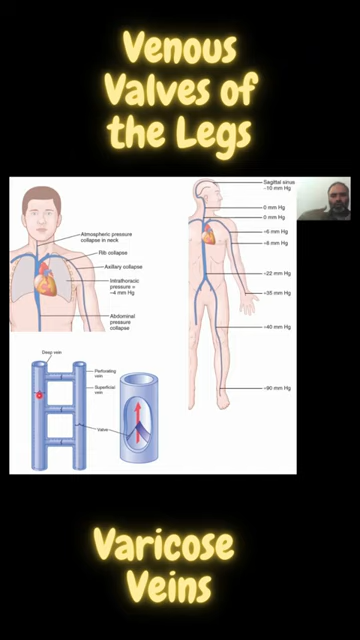 Venous
Valves of
the Legs
Sagittal sinus
-10 mm Hg
0 mm Hg
0 mm Hg
+6 mm Hg
+8 mm Hg
+22 mm Hg
+35 mm Hg
+40 mm Hg
+90 mm Hg
Atmospheric pressure
collapse in neck
Rib collapse
Axillary collapse
Intrathoracic
pressure =
-4 mm Hg
Abdominal
pressure
collapse
Deep vein
Perforating
vein
Superficial
vein
Valve
Varicose
Veins